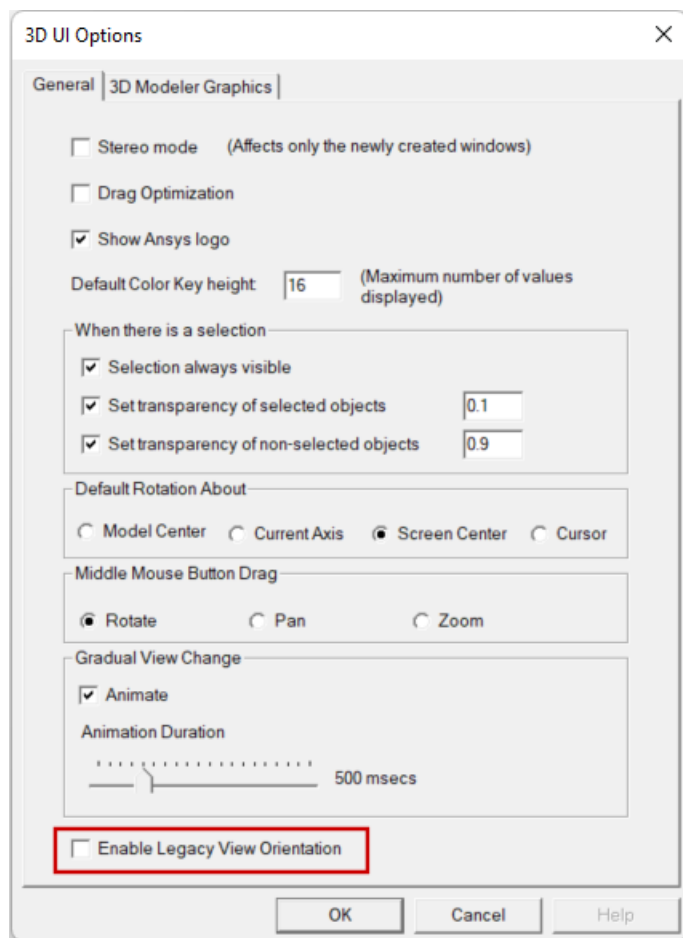 3D UI Options
General
3D Modeler Graphics
Stereo mode (Affects only the newly created windows)
Drag Optimization
Show Ansys logo
Default Color Key height: 16 (Maximum number of values
displayed)
When there is a selection
Selection always visible
Set transparency of selected objects 0.1
Set transparency of non-selected objects 0.9
Default Rotation About
Model Center Current Axis Screen Center Cursor
Middle Mouse Button Drag
Rotate Pan Zoom
Gradual View Change
Animate
Animation Duration
500 msecs
Enable Legacy View Orientation
OK Cancel Help